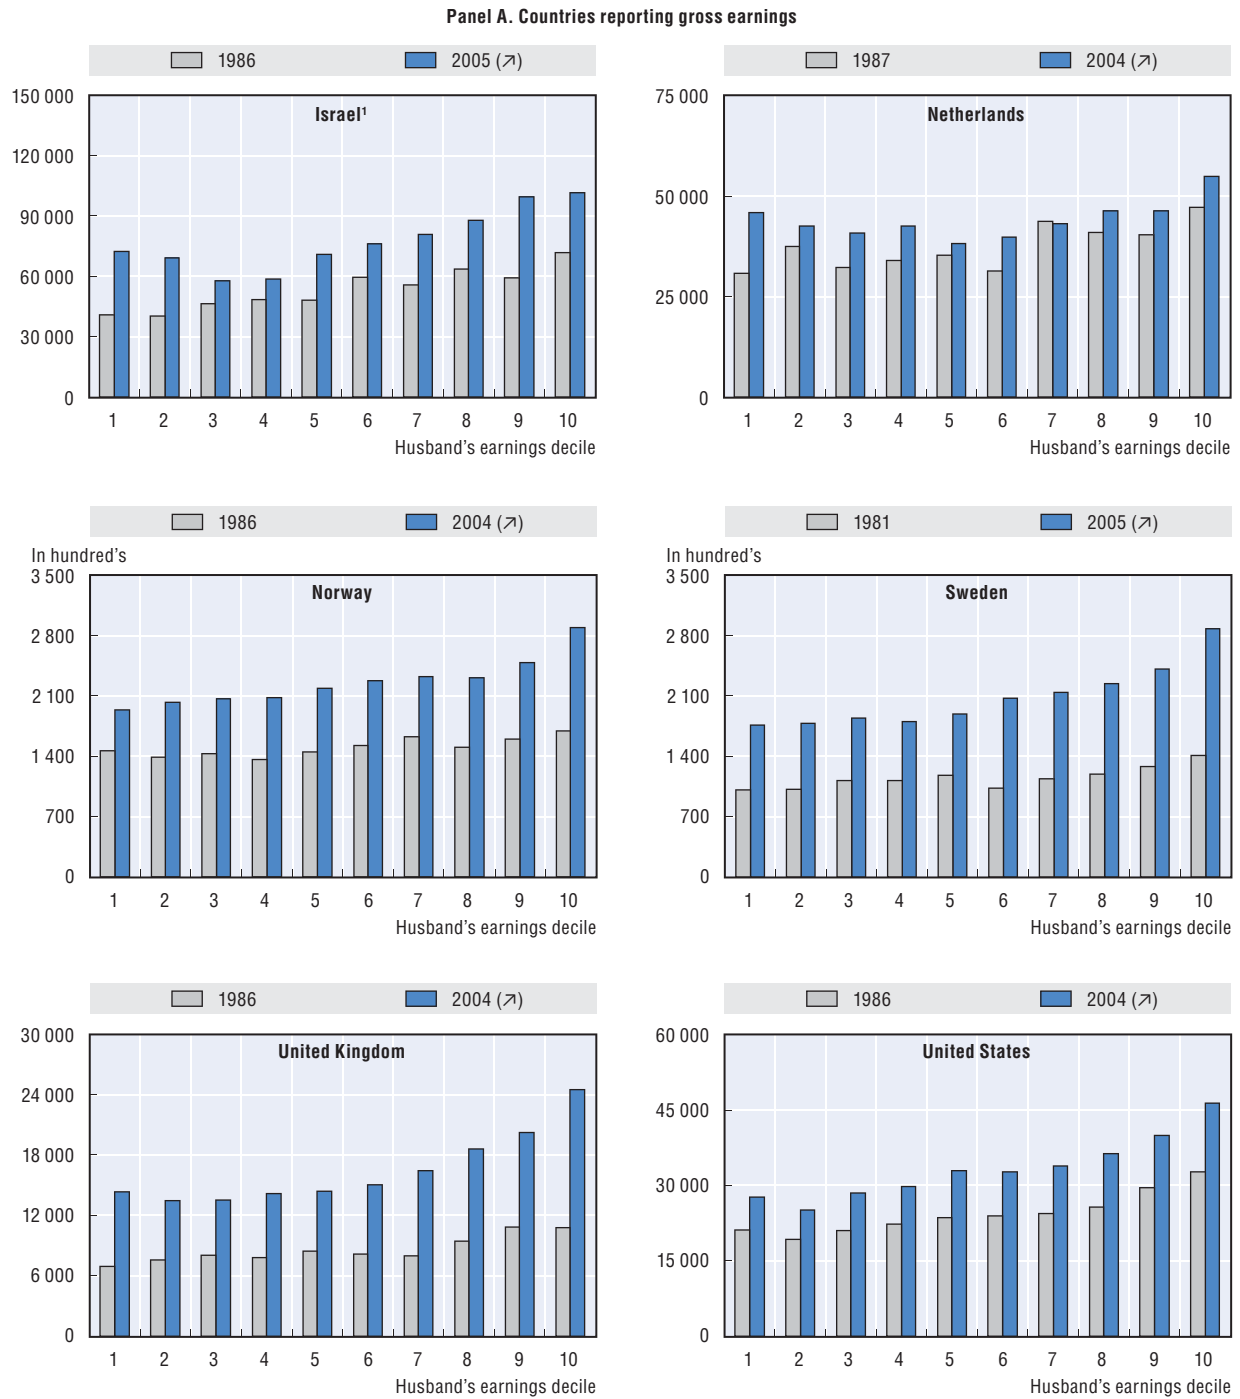 Panel A. Countries reporting gross earnings
1986 2005 (↗)
150 000
120 000
90 000
60 000
30 000
0
Israel¹
1 2 3 4 5 6 7 8 9 10
Husband's earnings decile
1987 2004 (↗)
75 000
50 000
25 000
0
Netherlands
1 2 3 4 5 6 7 8 9 10
Husband's earnings decile
1986 2004 (↗)
In hundred's
3 500
2 800
2 100
1 400
700
0
Norway
1 2 3 4 5 6 7 8 9 10
Husband's earnings decile
1981 2005 (↗)
In hundred's
3 500
2 800
2 100
1 400
700
0
Sweden
1 2 3 4 5 6 7 8 9 10
Husband's earnings decile
1986 2004 (↗)
30 000
24 000
18 000
12 000
6 000
0
United Kingdom
1 2 3 4 5 6 7 8 9 10
Husband's earnings decile
1986 2004 (↗)
60 000
45 000
30 000
15 000
0
United States
1 2 3 4 5 6 7 8 9 10
Husband's earnings decile